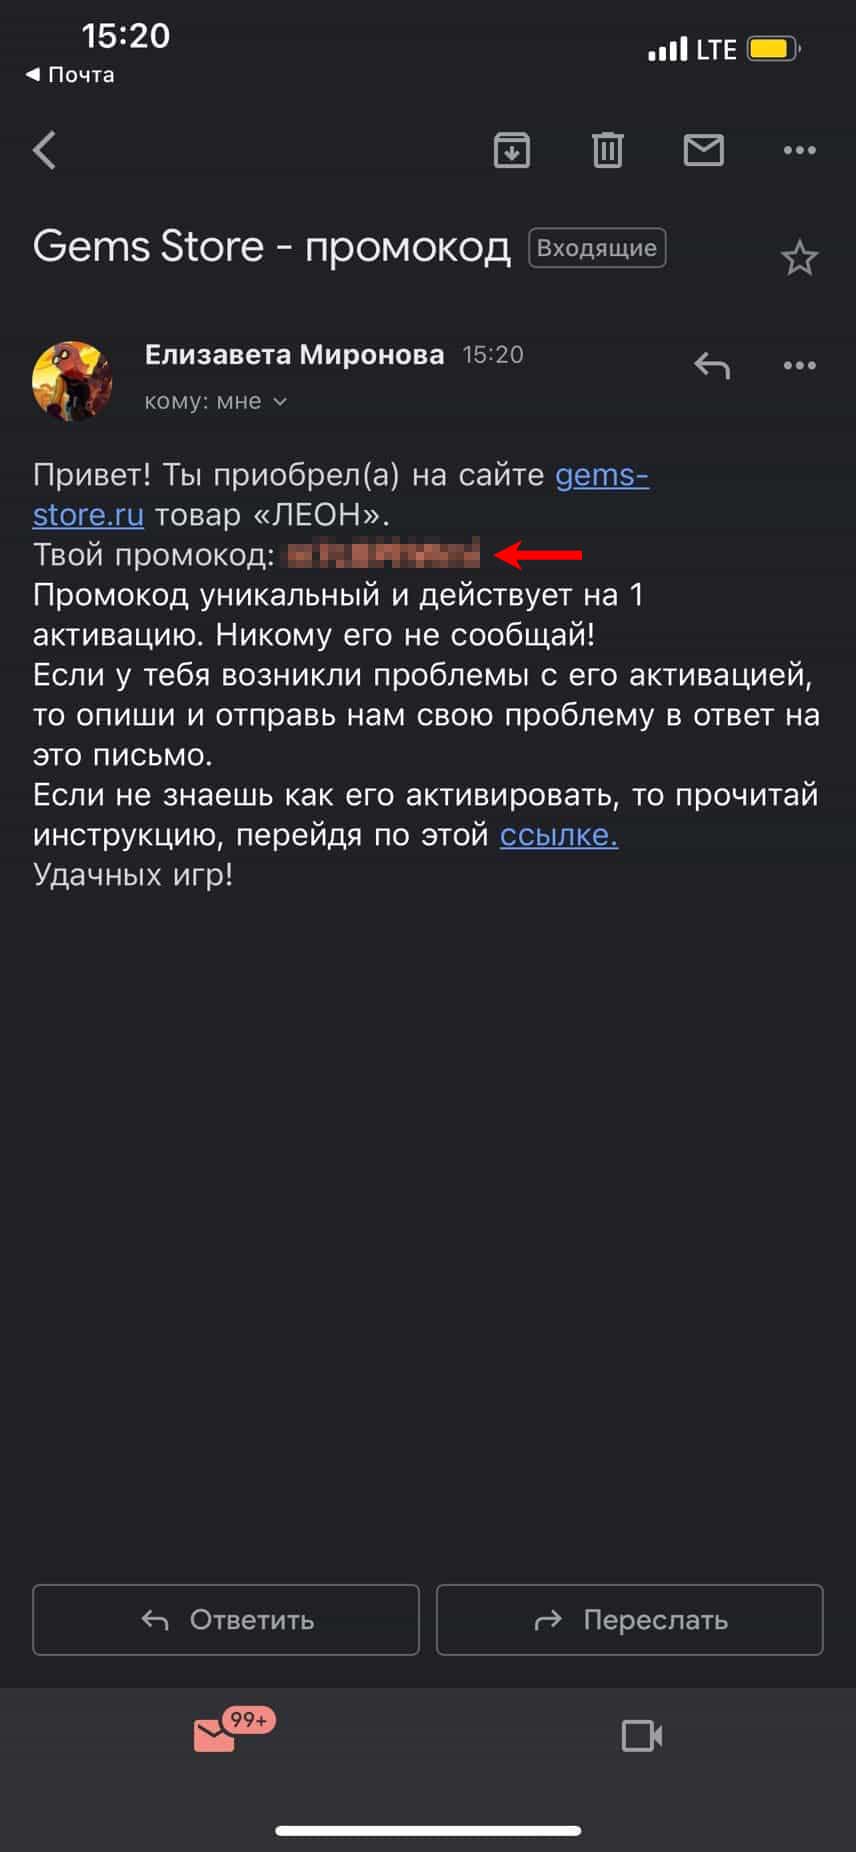 15:20
LTE
Почта
Gems Store - промокод
Входящие
Елизавета Миронова 15:20
кому: мне
Привет! Ты приобрел(а) на сайте gems-
store.ru товар «ЛЕОН».
Твой промокод:
Промокод уникальный и действует на 1
активацию. Никому его не сообщай!
Если у тебя возникли проблемы с его активацией,
то опиши и отправь нам свою проблему в ответ на
это письмо.
Если не знаешь как его активировать, то прочитай
инструкцию, перейдя по этой ссылке.
Удачных игр!
Ответить
Переслать
99+